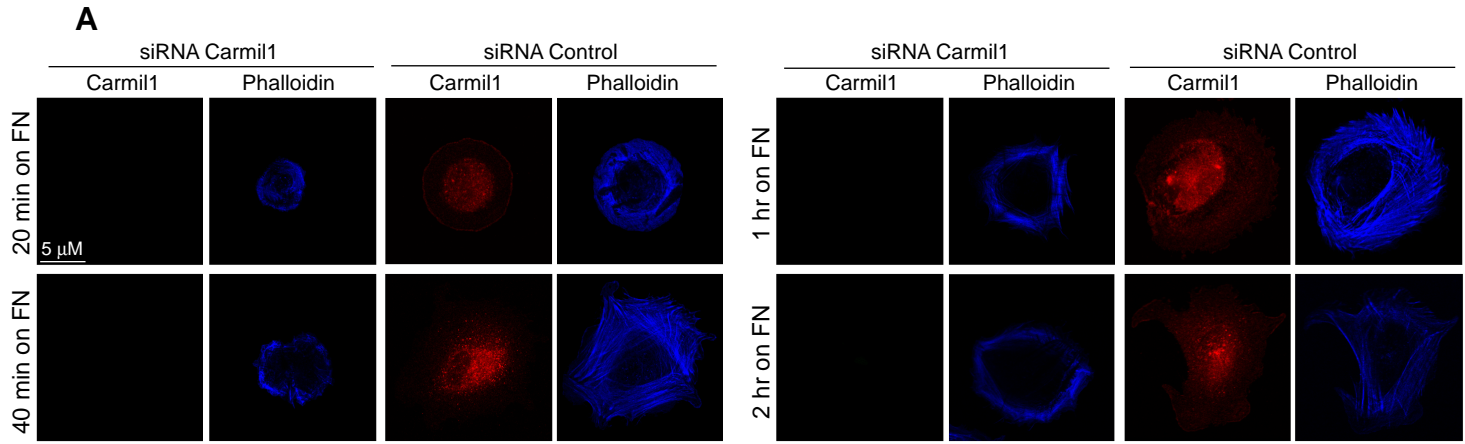 A
siRNA Carmil1 siRNA Control siRNA Carmil1 siRNA Control
Carmil1 Phalloidin Carmil1 Phalloidin Carmil1 Phalloidin Carmil1 Phalloidin
20 min on FN
5 μM
1 hr on FN
40 min on FN
2 hr on FN